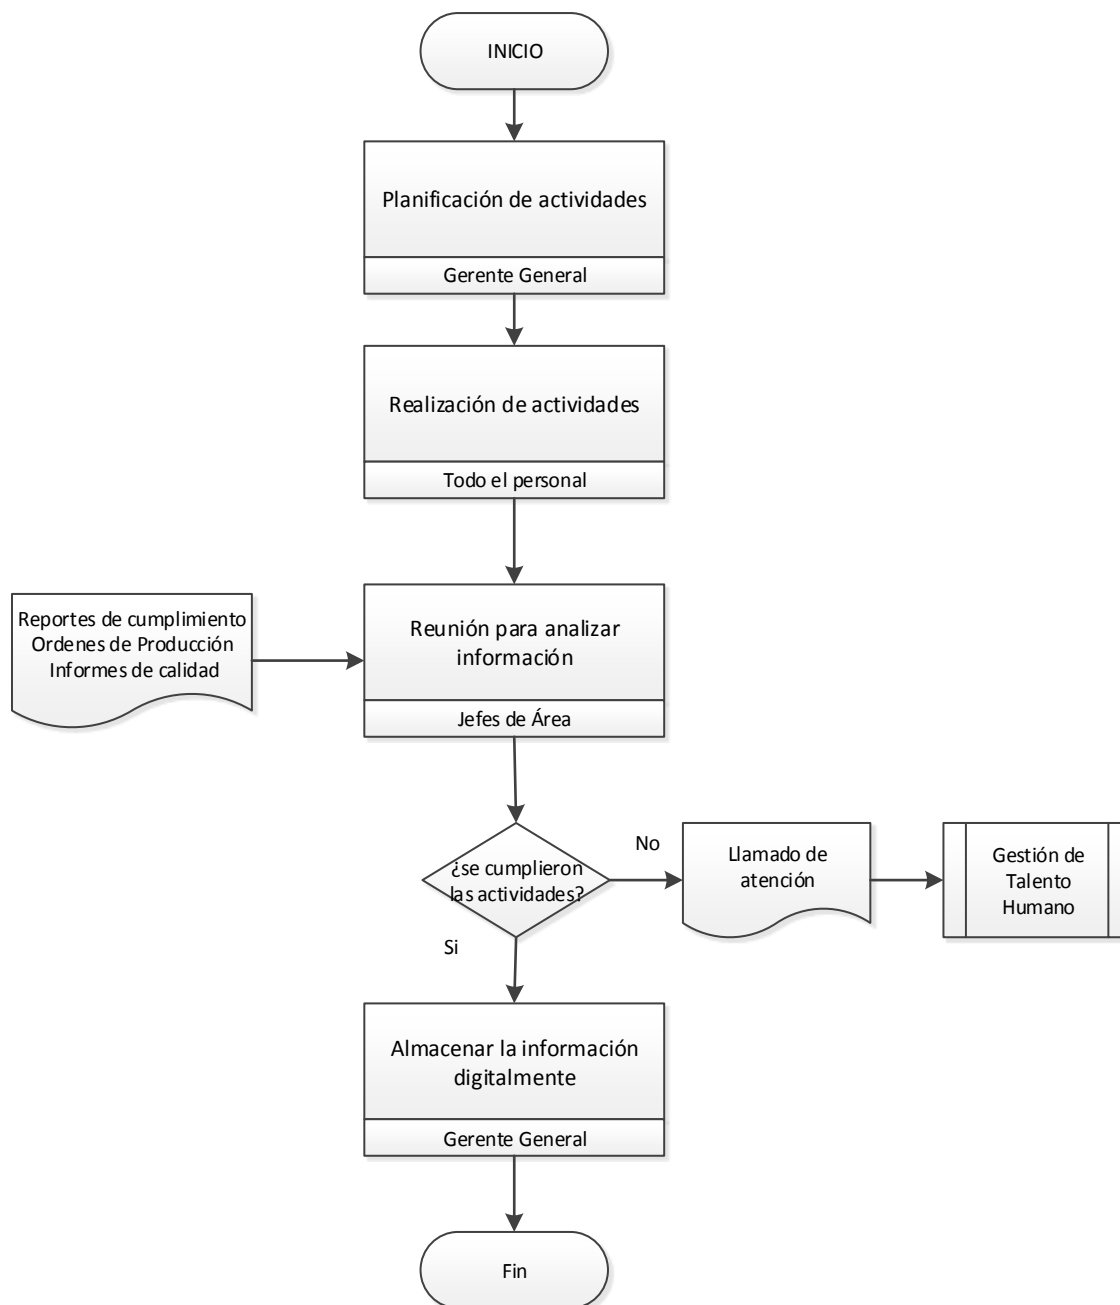 INICIO
Planificación de actividades
Gerente General
Realización de actividades
Todo el personal
Reportes de cumplimiento
Ordenes de Producción
Informes de calidad
Reunión para analizar
información
Jefes de Área
¿se cumplieron
las actividades?
No
Llamado de
atención
Gestión de
Talento
Humano
Si
Almacenar la información
digitalmente
Gerente General
Fin